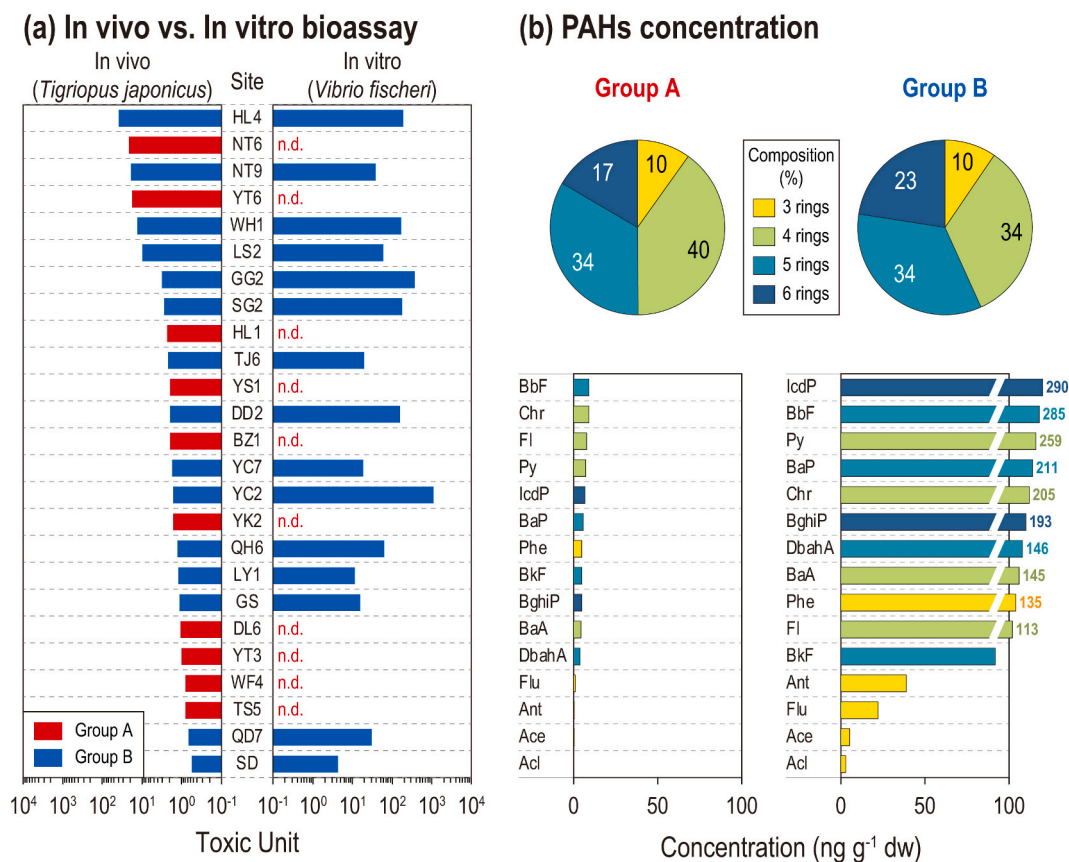 (a) In vivo vs. In vitro bioassay
In vivo
(Tigriopus japonicus)
Site
In vitro
(Vibrio fischeri)
HL4
NT6 n.d.
NT9
YT6 n.d.
WH1
LS2
GG2
SG2
HL1 n.d.
TJ6
YS1 n.d.
DD2
BZ1 n.d.
YC7
YC2
YK2 n.d.
QH6
LY1
GS
DL6 n.d.
YT3 n.d.
WF4 n.d.
TS5 n.d.
QD7
SD
Group A
Group B
10⁴ 10³ 10² 10¹ 10⁰ 10⁻¹ 10⁻¹ 10⁰ 10¹ 10² 10³ 10⁴
Toxic Unit
(b) PAHs concentration
Group A
Group B
10
40
34
17
Composition
(%)
3 rings
4 rings
5 rings
6 rings
10
34
34
23
BbF
Chr
Fl
Py
IcdP
BaP
Phe
BkF
BghiP
BaA
DbahA
Flu
Ant
Ace
Acl
0 50 100
IcdP 290
BbF 285
Py 259
BaP 211
Chr 205
BghiP 193
DbahA 146
BaA 145
Phe 135
Fl 113
BkF
Ant
Flu
Ace
Acl
0 50 100
Concentration (ng g⁻¹ dw)